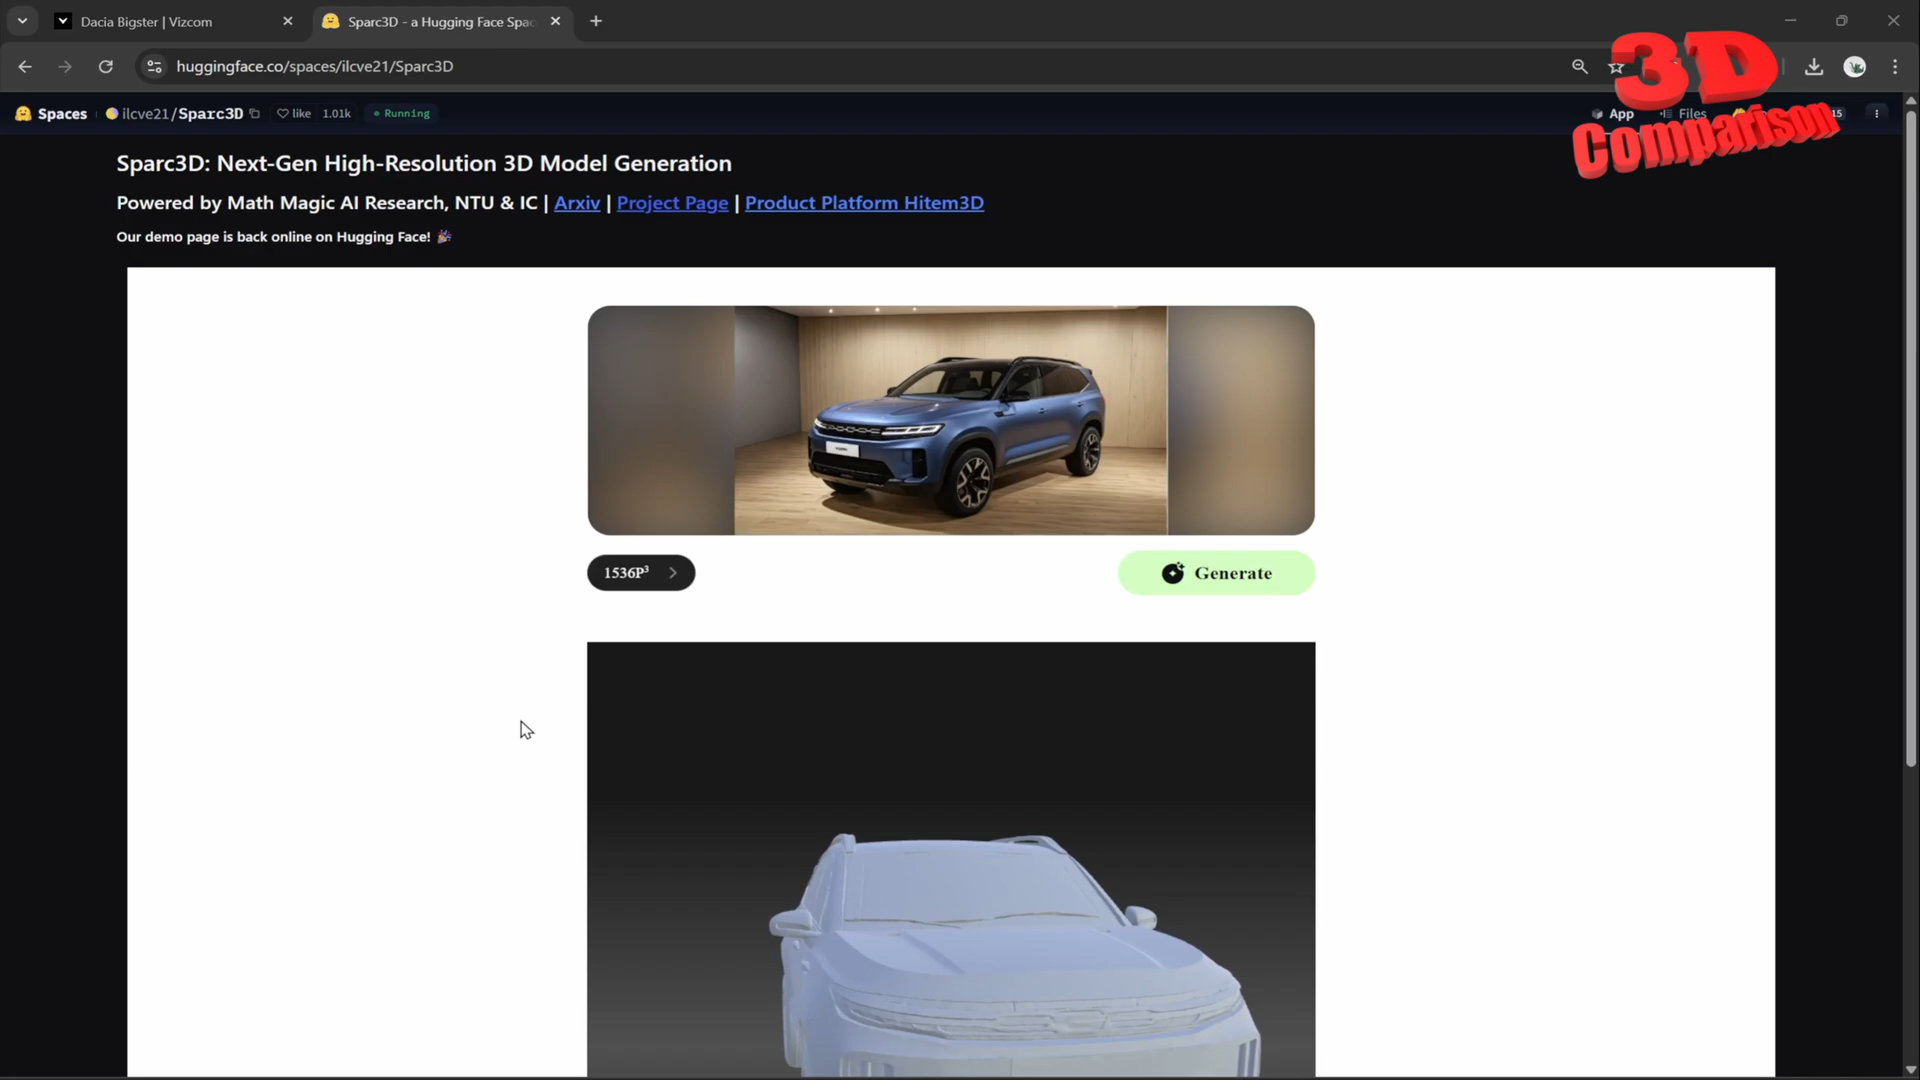 Dacia Bigster | Vizcom
Sparc3D - a Hugging Face Spac
huggingface.co/spaces/ilcve21/Sparc3D
3D
Comparison
Spaces
ilcve21/Sparc3D
like
1.01k
Running
App
Files
15
Sparc3D: Next-Gen High-Resolution 3D Model Generation
Powered by Math Magic AI Research, NTU & IC | Arxiv | Project Page | Product Platform Hitem3D
Our demo page is back online on Hugging Face!
1536P³
Generate